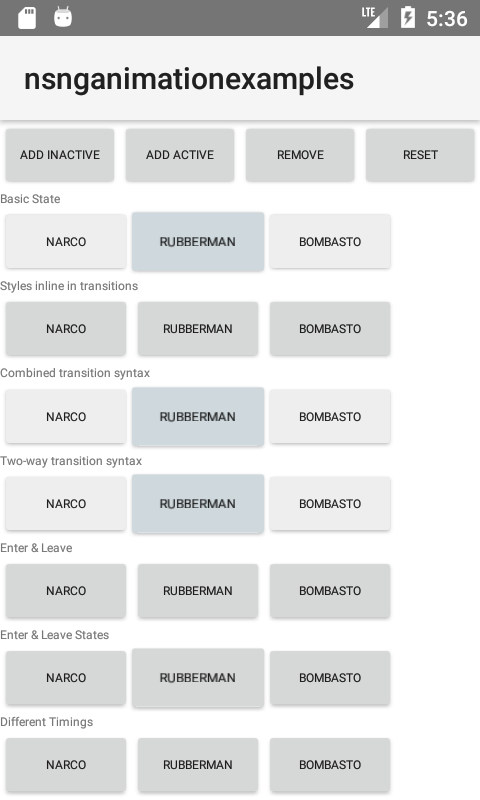 LTE 5:36
nsnganimationexamples
ADD INACTIVE ADD ACTIVE REMOVE RESET
Basic State
NARCO RUBBERMAN BOMBASTO
Styles inline in transitions
NARCO RUBBERMAN BOMBASTO
Combined transition syntax
NARCO RUBBERMAN BOMBASTO
Two-way transition syntax
NARCO RUBBERMAN BOMBASTO
Enter & Leave
NARCO RUBBERMAN BOMBASTO
Enter & Leave States
NARCO RUBBERMAN BOMBASTO
Different Timings
NARCO RUBBERMAN BOMBASTO